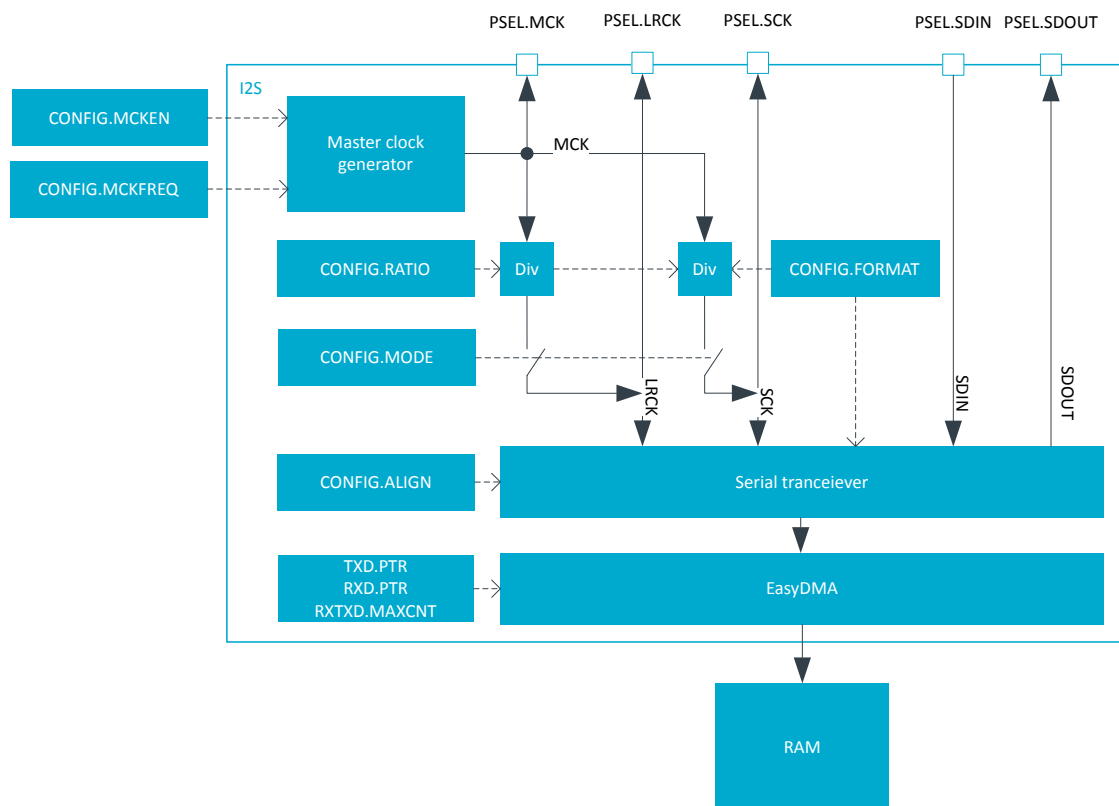 PSEL.MCK
PSEL.LRCK
PSEL.SCK
PSEL.SDIN
PSEL.SDOUT
I2S
CONFIG.MCKEN
CONFIG.MCKFREQ
Master clock
generator
MCK
CONFIG.RATIO
Div
Div
CONFIG.FORMAT
CONFIG.MODE
LRCK
SCK
SDIN
SDOUT
CONFIG.ALIGN
Serial tranceiever
TXD.PTR
RXD.PTR
RXTXD.MAXCNT
EasyDMA
RAM